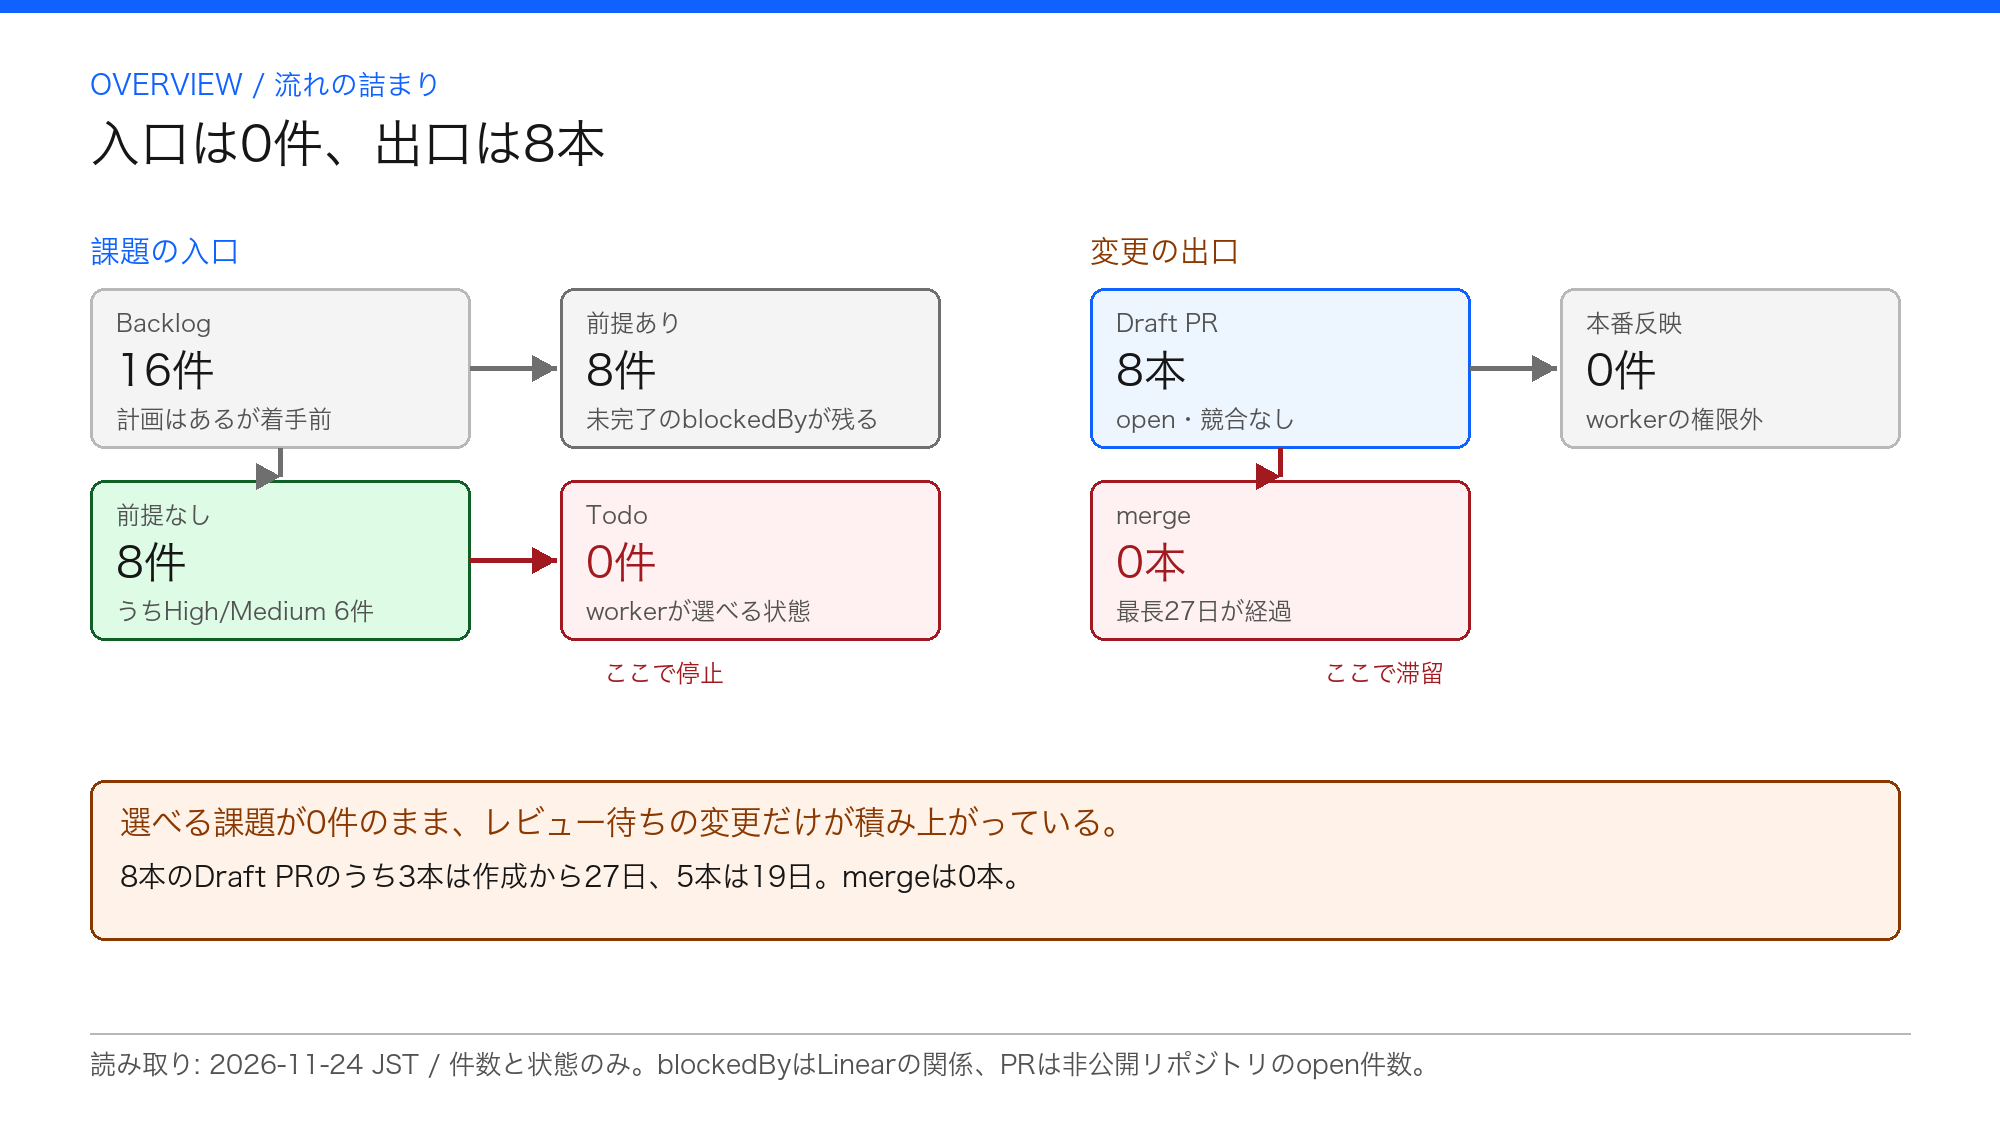 OVERVIEW / 流れの詰まり
入口は0件、出口は8本
課題の入口
Backlog
16件
計画はあるが着手前
前提あり
8件
未完了のblockedByが残る
前提なし
8件
うちHigh/Medium 6件
Todo
0件
workerが選べる状態
ここで停止
変更の出口
Draft PR
8本
open・競合なし
本番反映
0件
workerの権限外
merge
0本
最長27日が経過
ここで滞留
選べる課題が0件のまま、レビュー待ちの変更だけが積み上がっている。
8本のDraft PRのうち3本は作成から27日、5本は19日。mergeは0本。
読み取り: 2026-11-24 JST / 件数と状態のみ。blockedByはLinearの関係、PRは非公開リポジトリのopen件数。